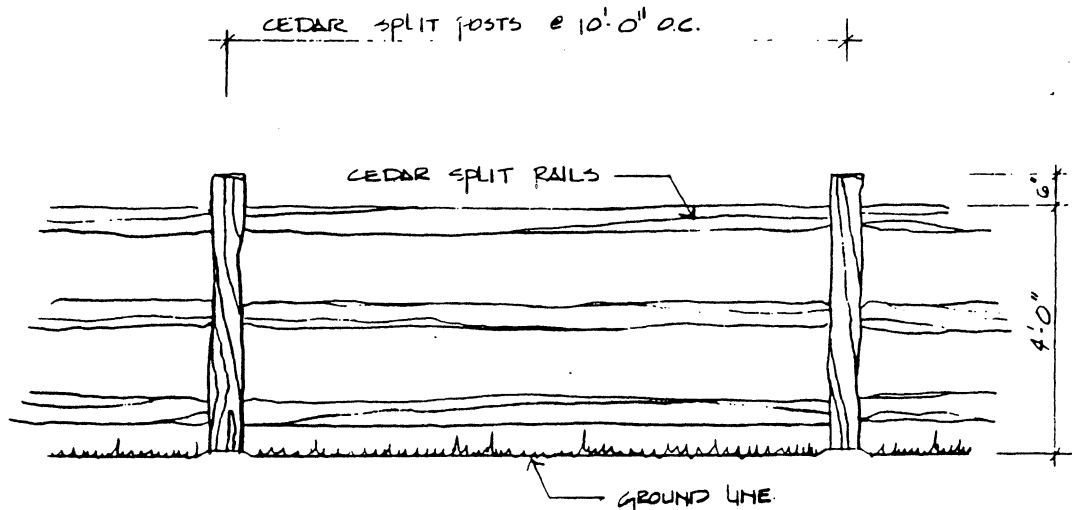 CEDAR SPLIT POSTS @ 10'-0" O.C.
CEDAR SPLIT RAILS
6"
4'-0"
GROUND LINE